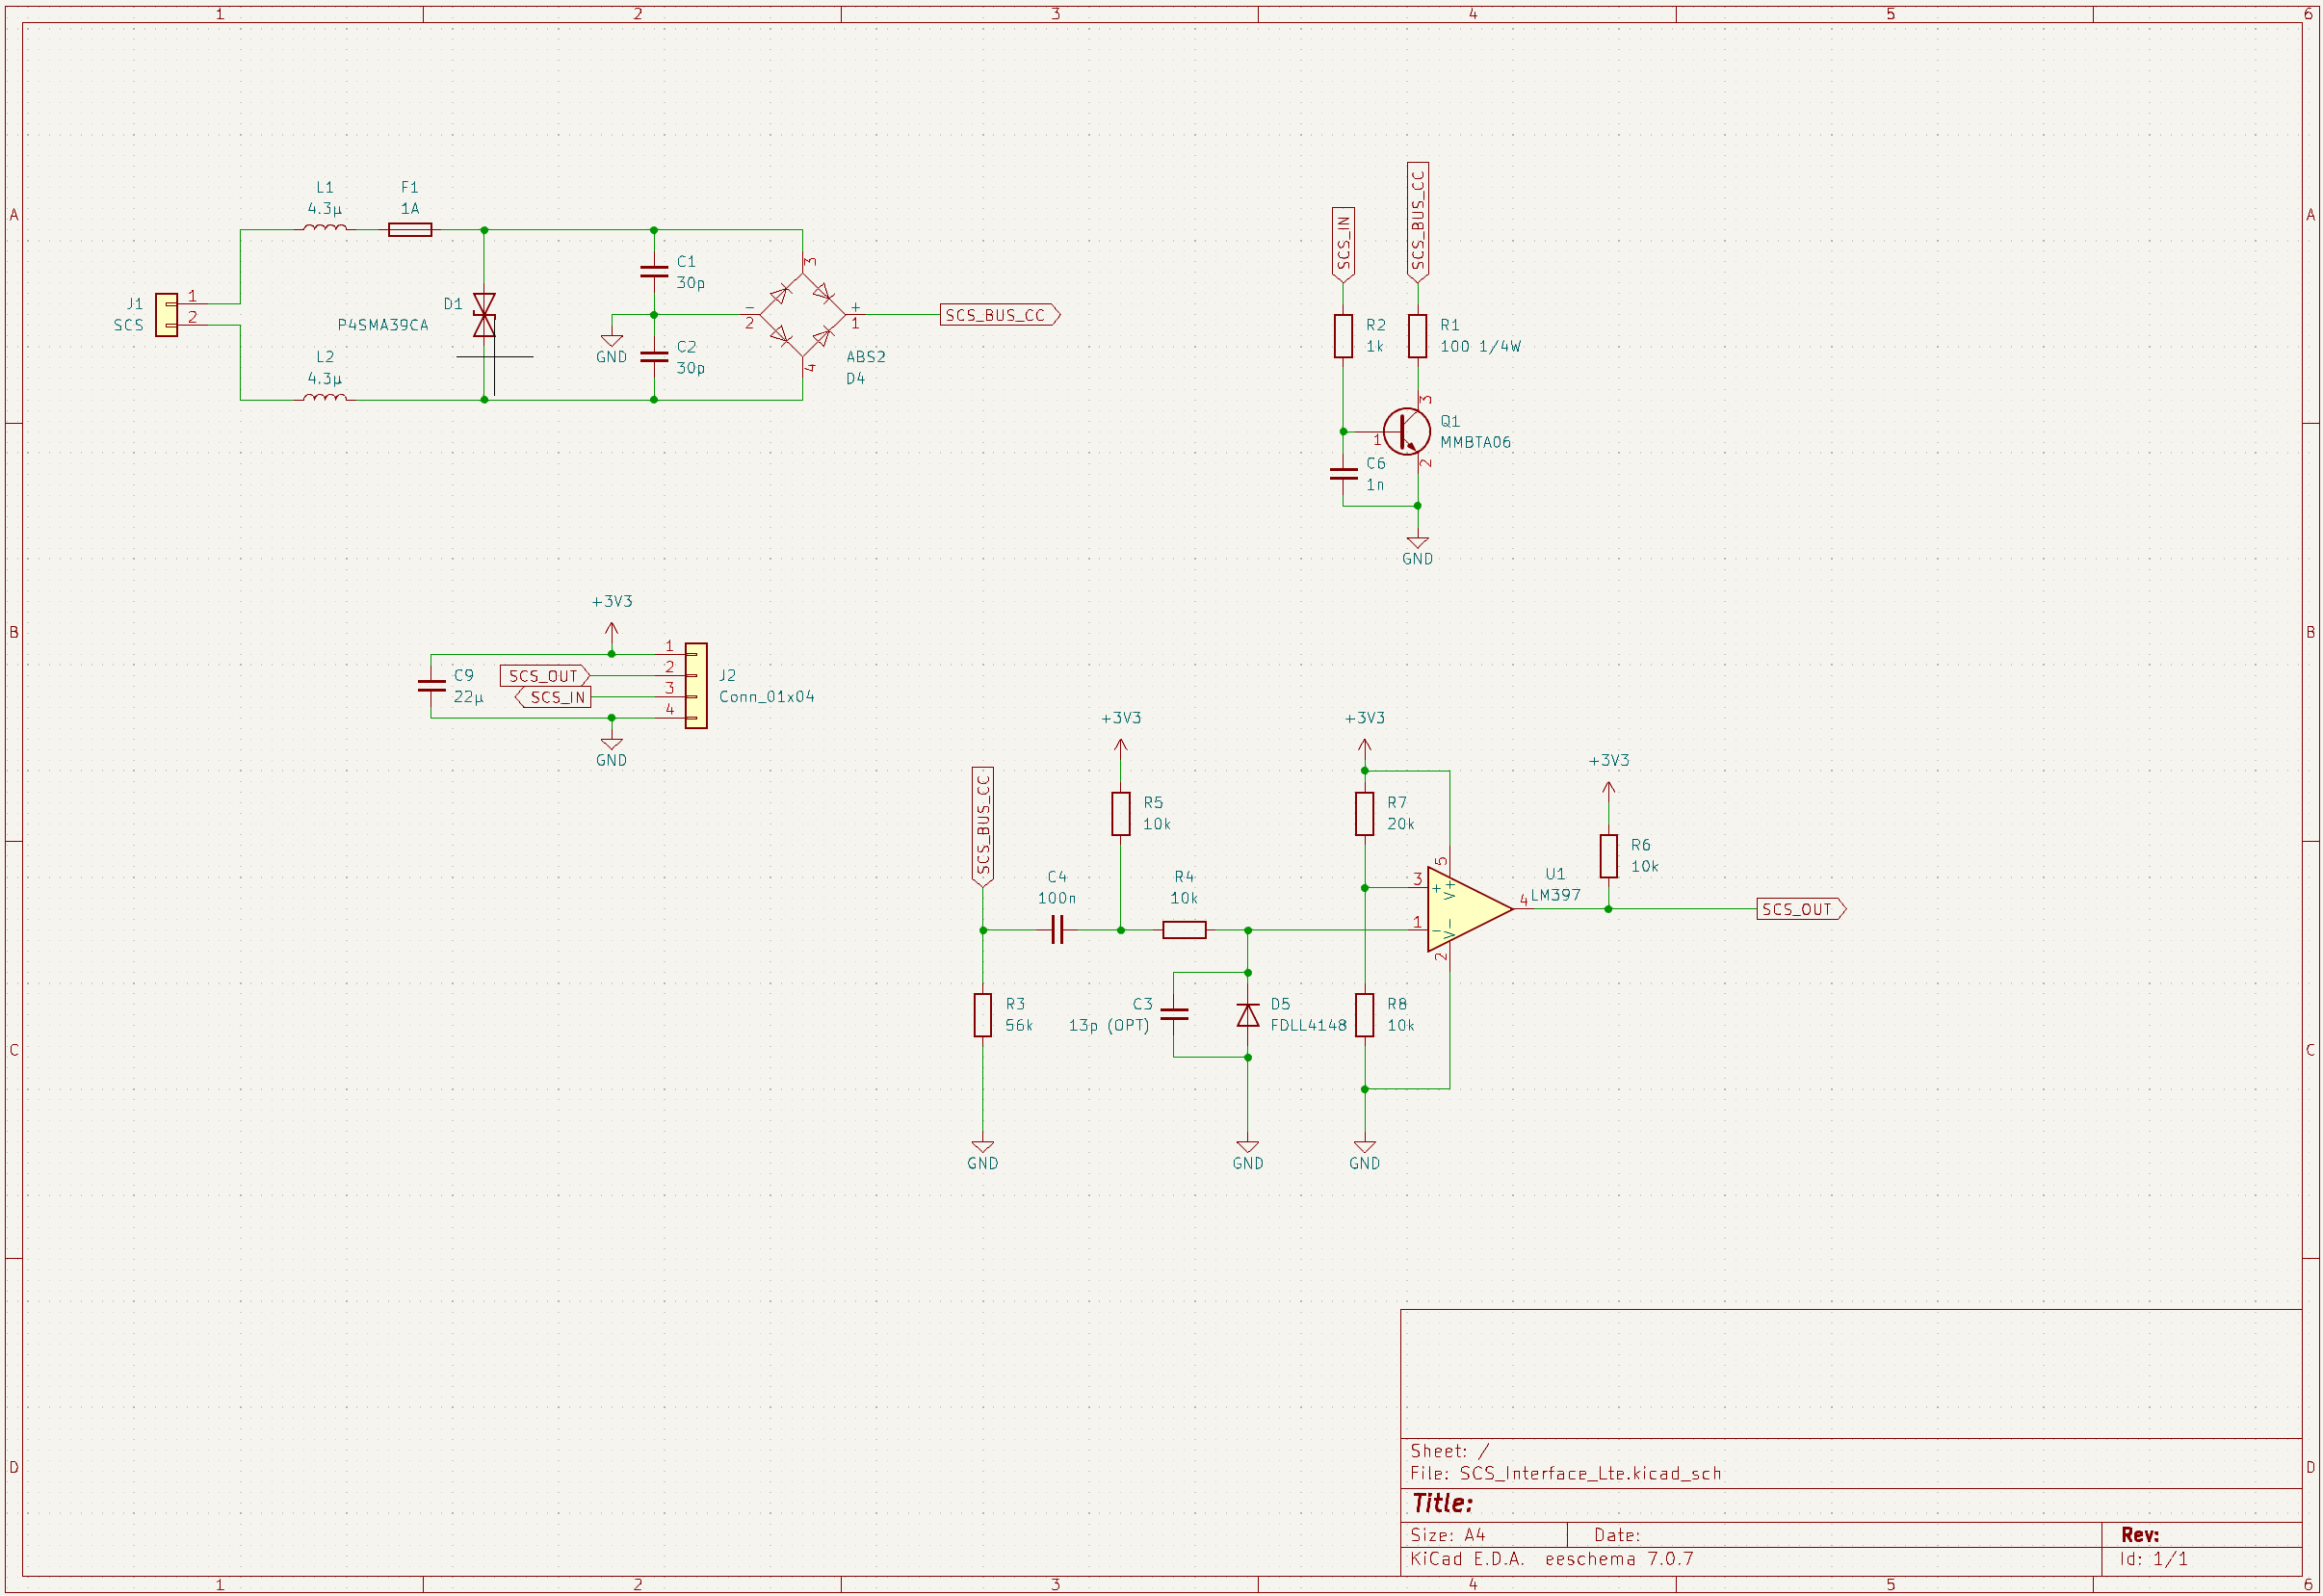 1 2 3 4 5 6
A
A
L1
4.3µ
F1
1A
J1
SCS
1
2
D1
P4SMA39CA
L2
4.3µ
C1
30p
GND
C2
30p
3
-
2
+
1
4
ABS2
D4
SCS_BUS_CC
SCS_IN
SCS_BUS_CC
R2
1k
R1
100 1/4W
3
1
2
Q1
MMBTA06
C6
1n
GND
B
B
+3V3
C9
22µ
SCS_OUT
SCS_IN
1
2
3
4
J2
Conn_01x04
GND
SCS_BUS_CC
+3V3
R5
10k
C4
100n
R4
10k
R3
56k
GND
C3
13p (OPT)
D5
FDLL4148
GND
+3V3
R7
20k
R8
10k
GND
3
1
+
-
V+
V-
5
2
4
U1
LM397
+3V3
R6
10k
SCS_OUT
C
C
D
D
Sheet: /
File: SCS_Interface_Lte.kicad_sch
Title:
Size: A4 Date: Rev:
KiCad E.D.A. eeschema 7.0.7 Id: 1/1
1 2 3 4 5 6